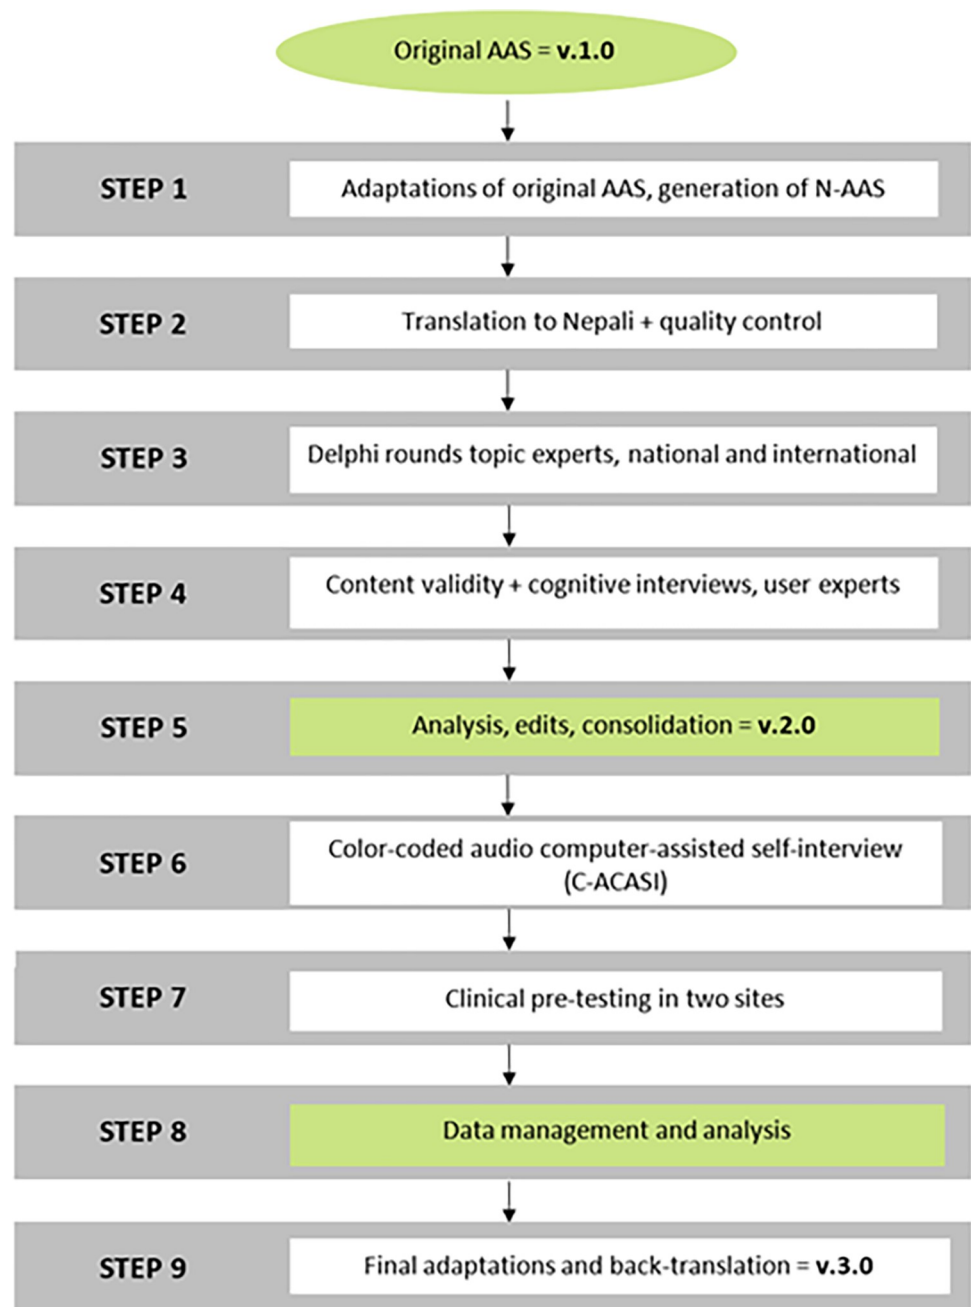 Original AAS = v.1.0
STEP 1
Adaptations of original AAS, generation of N-AAS
STEP 2
Translation to Nepali + quality control
STEP 3
Delphi rounds topic experts, national and international
STEP 4
Content validity + cognitive interviews, user experts
STEP 5
Analysis, edits, consolidation = v.2.0
STEP 6
Color-coded audio computer-assisted self-interview
(C-ACASI)
STEP 7
Clinical pre-testing in two sites
STEP 8
Data management and analysis
STEP 9
Final adaptations and back-translation = v.3.0